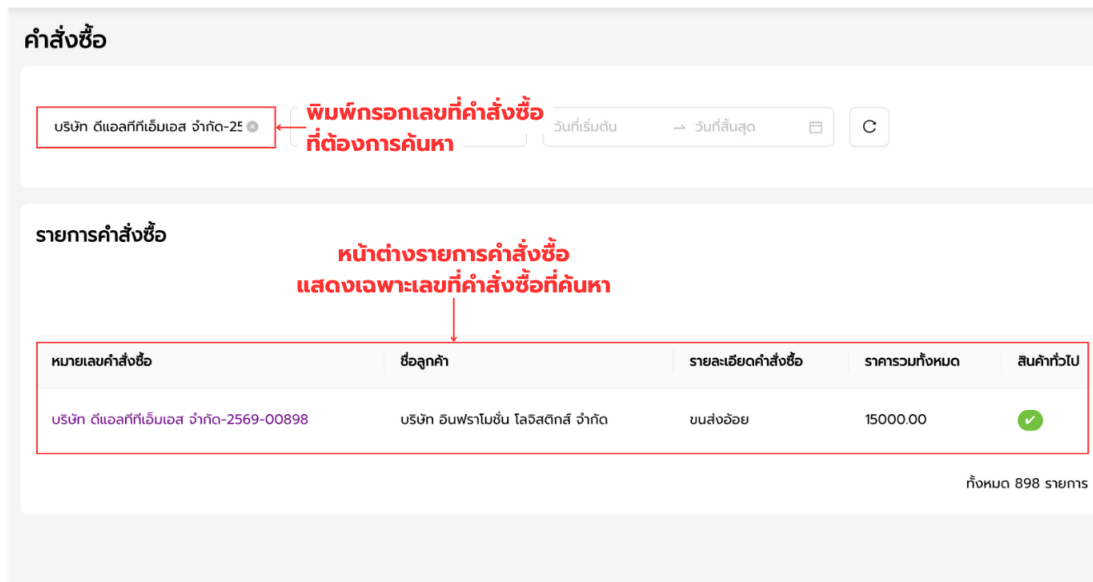 คำสั่งซื้อ
บริษัท ดีแอลทีทีเอ็มเอส จำกัด-25
พิมพ์กรอกเลขที่คำสั่งซื้อ
ที่ต้องการค้นหา
วันที่เริ่มต้น
วันที่สิ้นสุด
รายการคำสั่งซื้อ
หน้าต่างรายการคำสั่งซื้อ
แสดงเฉพาะเลขที่คำสั่งซื้อที่ค้นหา
หมายเลขคำสั่งซื้อ ชื่อลูกค้า รายละเอียดคำสั่งซื้อ ราคารวมทั้งหมด สินค้าทั่วไป
บริษัท ดีแอลทีทีเอ็มเอส จำกัด-2569-00898 บริษัท อินฟราโมชั่น โลจิสติกส์ จำกัด ขนส่งอ้อย 15000.00
ทั้งหมด 898 รายการ